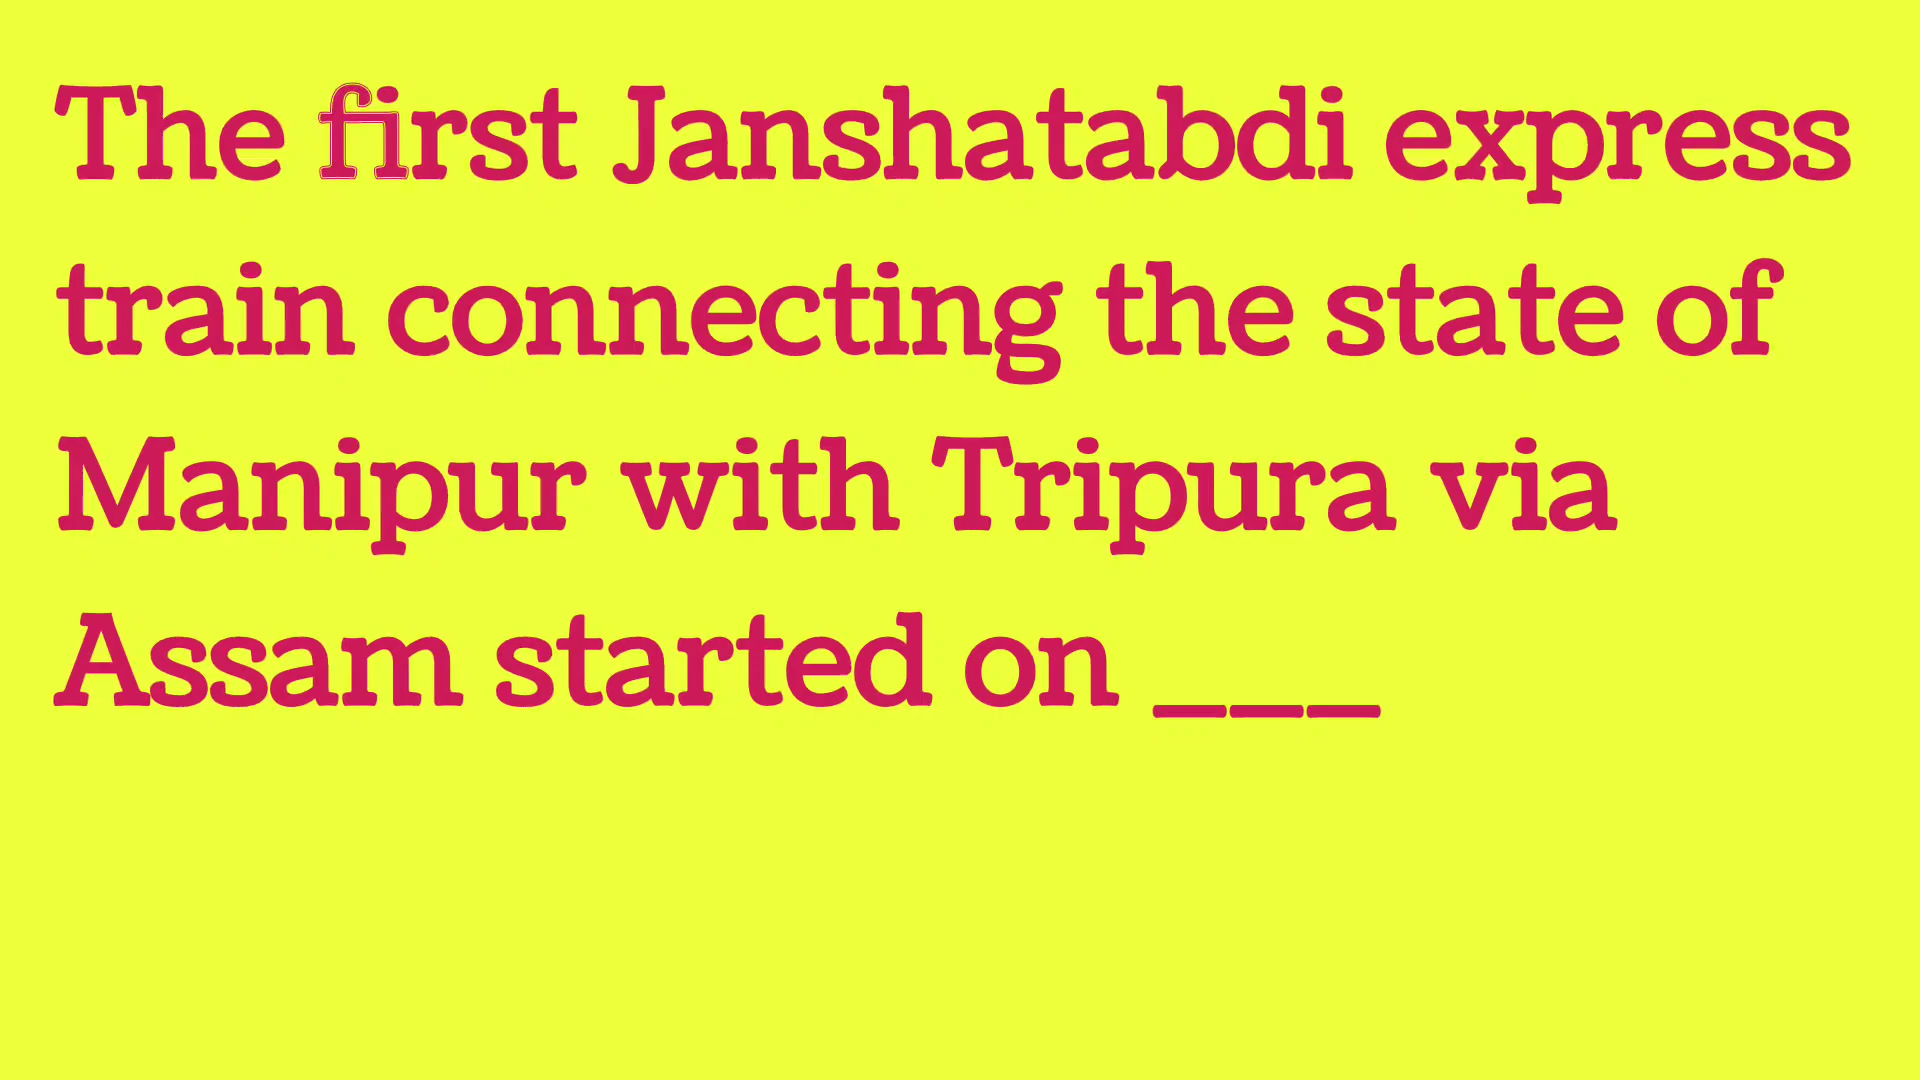 The first Janshatabdi express
train connecting the state of
Manipur with Tripura via
Assam started on ___